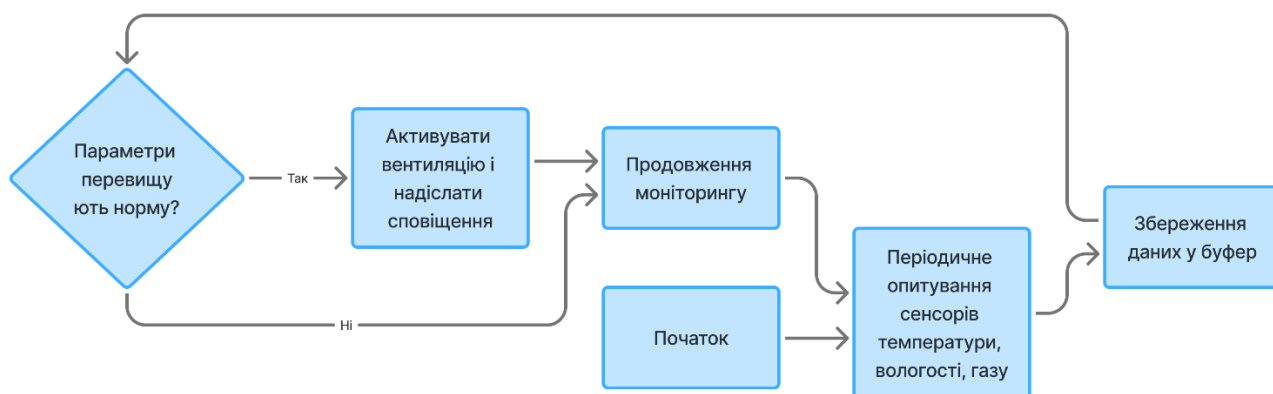 Параметри
перевищу
ють норму?
Так
Активувати
вентиляцію і
надіслати
сповіщення
Продовження
моніторингу
Ні
Початок
Періодичне
опитування
сенсорів
температури,
вологості, газу
Збереження
даних у буфер